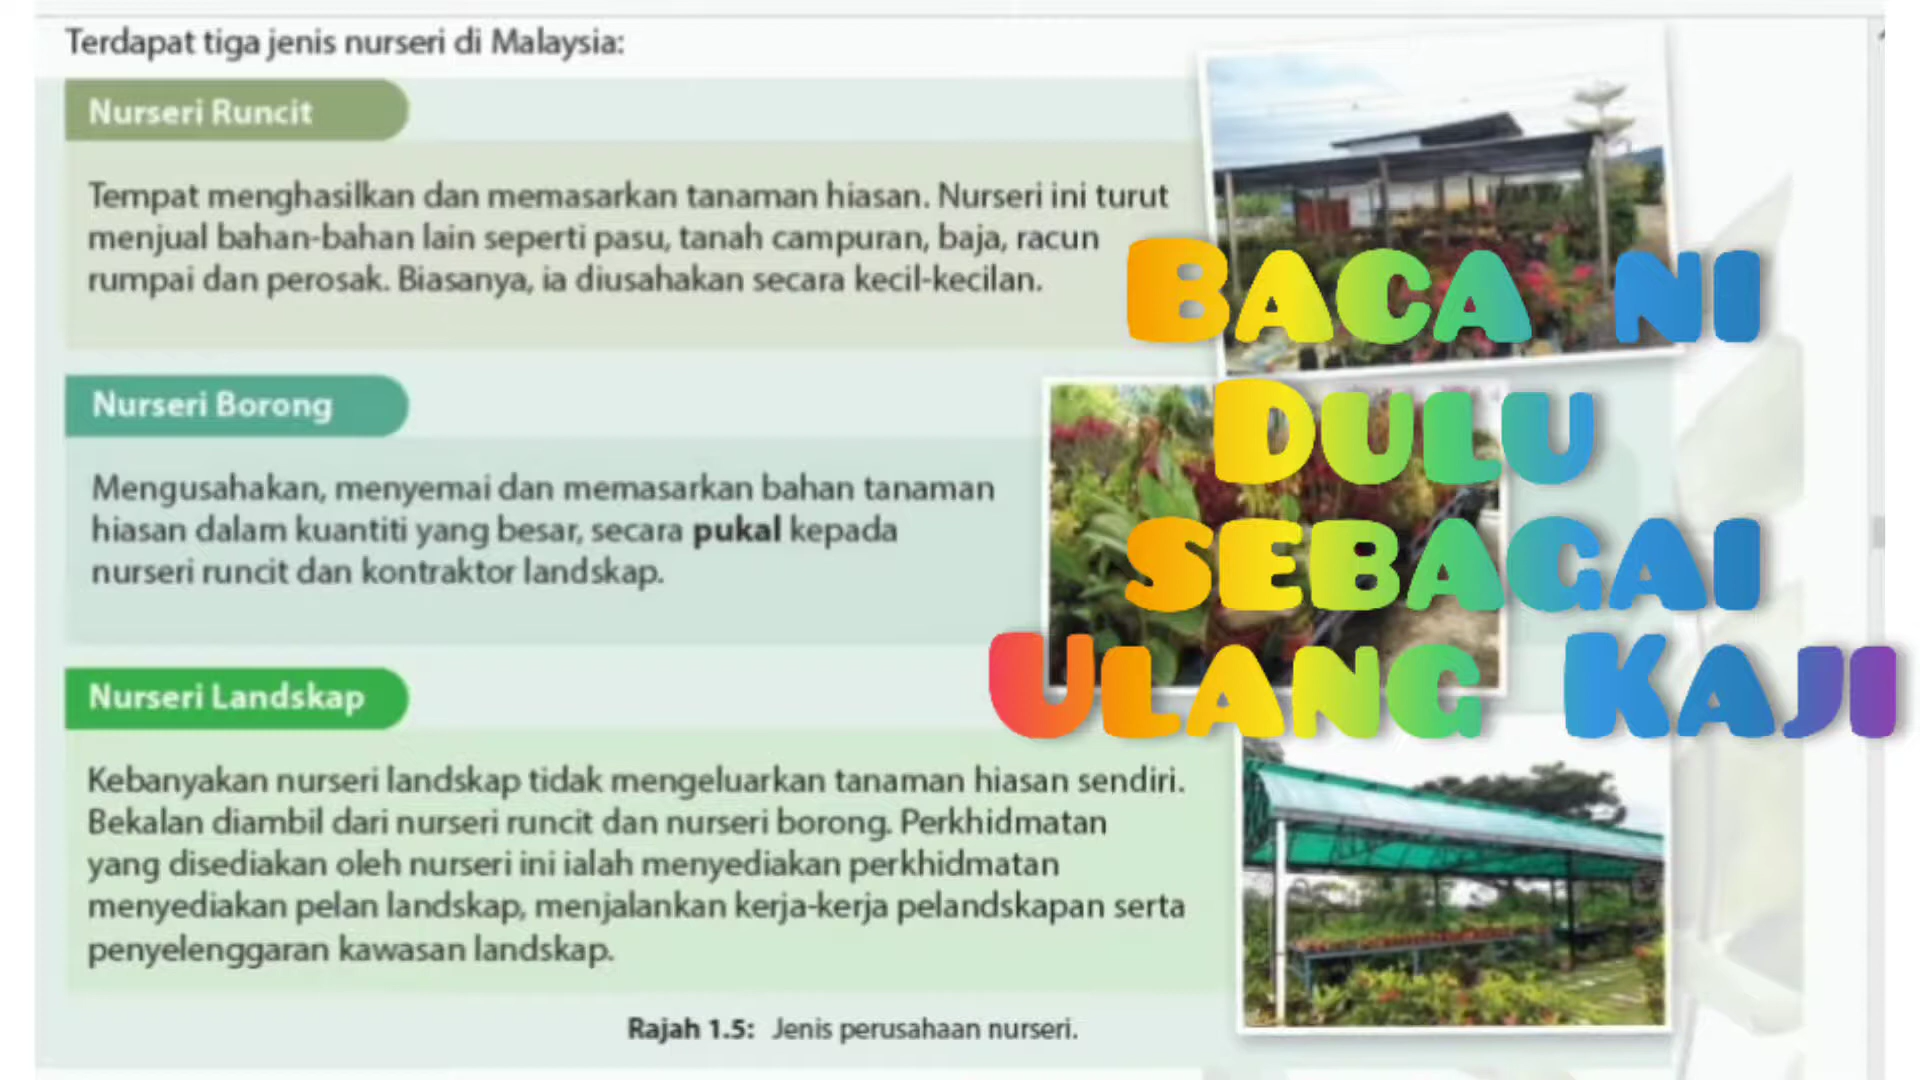 Terdapat tiga jenis nurseri di Malaysia:
Nurseri Runcit
Tempat menghasilkan dan memasarkan tanaman hiasan. Nurseri ini turut
menjual bahan-bahan lain seperti pasu, tanah campuran, baja, racun
rumpai dan perosak. Biasanya, ia diusahakan secara kecil-kecilan.
Nurseri Borong
Mengusahakan, menyemai dan memasarkan bahan tanaman
hiasan dalam kuantiti yang besar, secara pukal kepada
nurseri runcit dan kontraktor landskap.
Nurseri Landskap
Kebanyakan nurseri landskap tidak mengeluarkan tanaman hiasan sendiri.
Bekalan diambil dari nurseri runcit dan nurseri borong. Perkhidmatan
yang disediakan oleh nurseri ini ialah menyediakan perkhidmatan
menyediakan pelan landskap, menjalankan kerja-kerja pelandskapan serta
penyelenggaran kawasan landskap.
Rajah 1.5: Jenis perusahaan nurseri.
Baca ni
Dulu
sebagai
Ulang Kaji